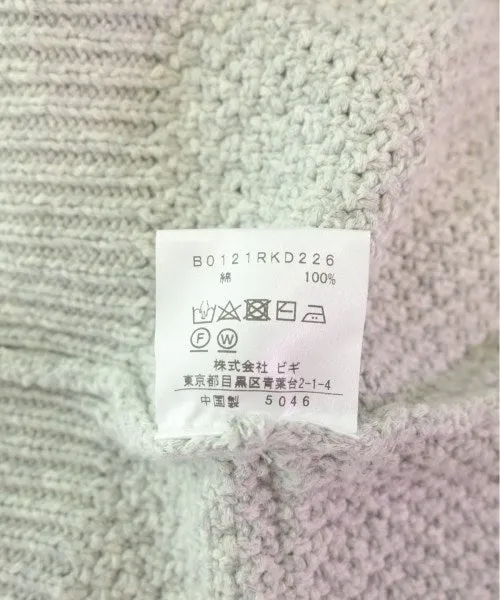 B0121RKD226
綿 100%
F W
株式会社 ビギ
東京都目黒区青葉台2-1-4
中国製 5046